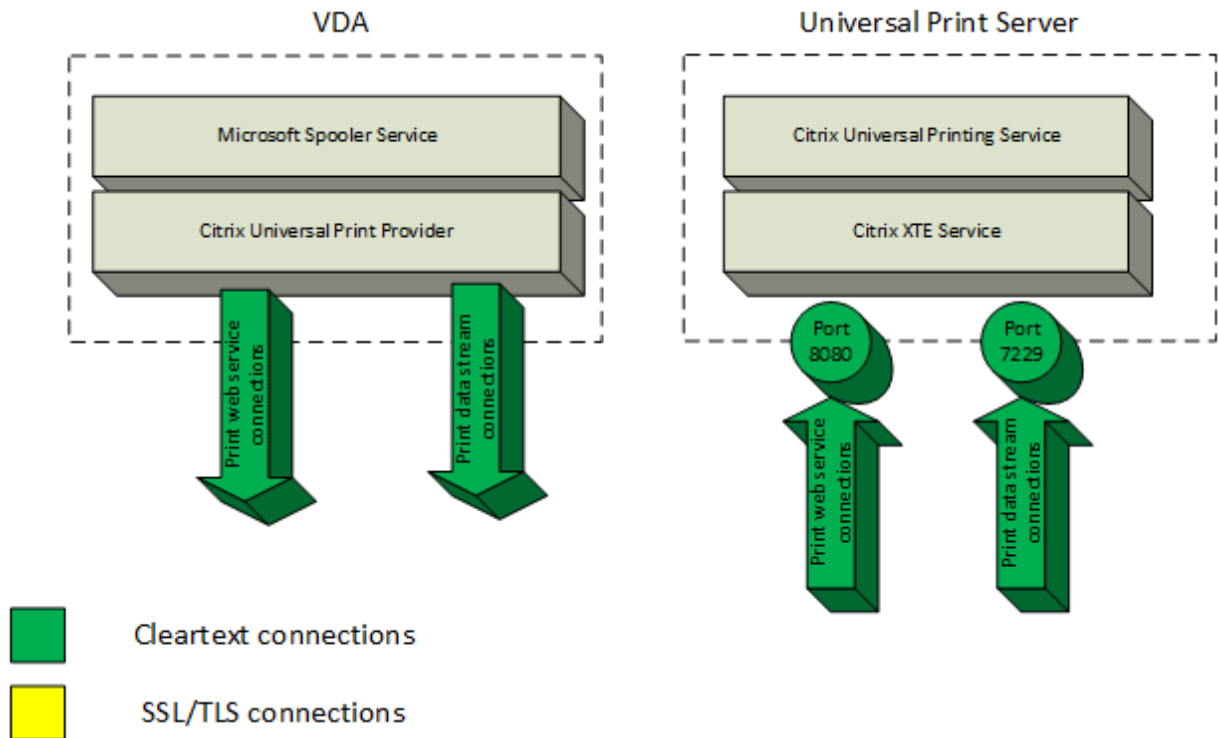 VDA
Universal Print Server
Microsoft Spooler Service
Citrix Universal Print Provider
Citrix Universal Printing Service
Citrix XTE Service
Print web service
connections
Print data stream
connections
Port
8080
Port
7229
Print web service
connections
Print data stream
connections
Cleartext connections
SSL/TLS connections